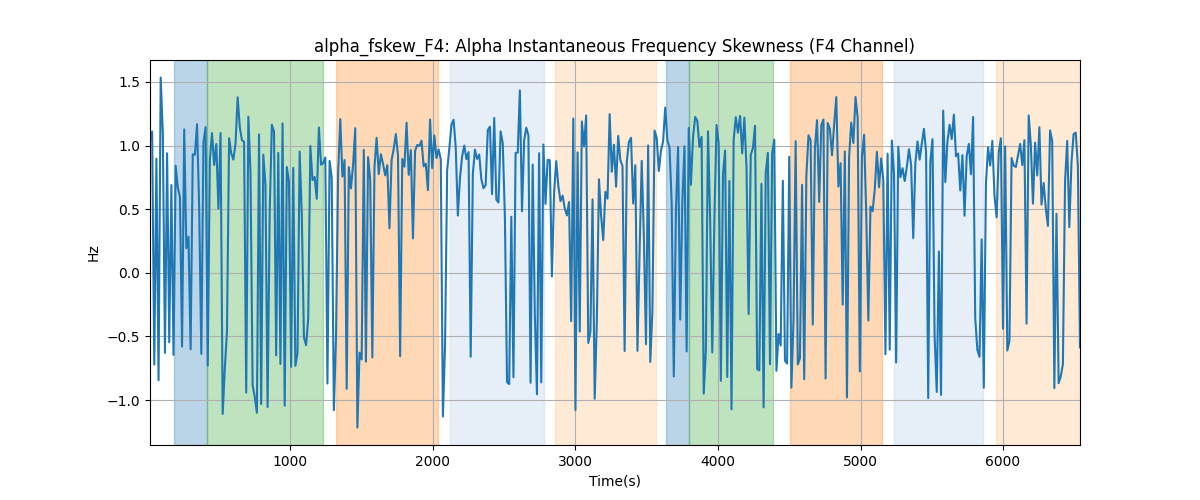 alpha_fskew_F4: Alpha Instantaneous Frequency Skewness (F4 Channel)
1.5
1.0
0.5
0.0
−0.5
−1.0
Hz
1000 2000 3000 4000 5000 6000
Time(s)